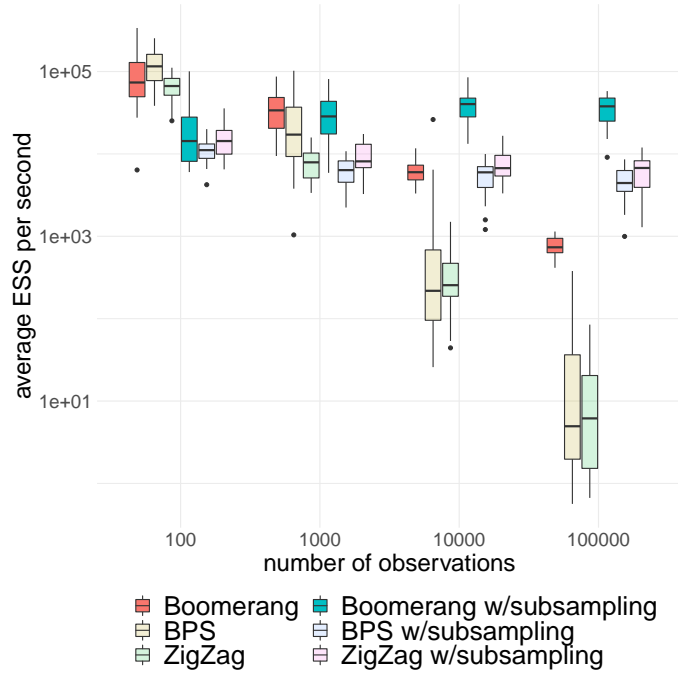 average ESS per second
1e+05
1e+03
1e+01
100
1000
10000
100000
number of observations
Boomerang
BPS
ZigZag
Boomerang w/subsampling
BPS w/subsampling
ZigZag w/subsampling